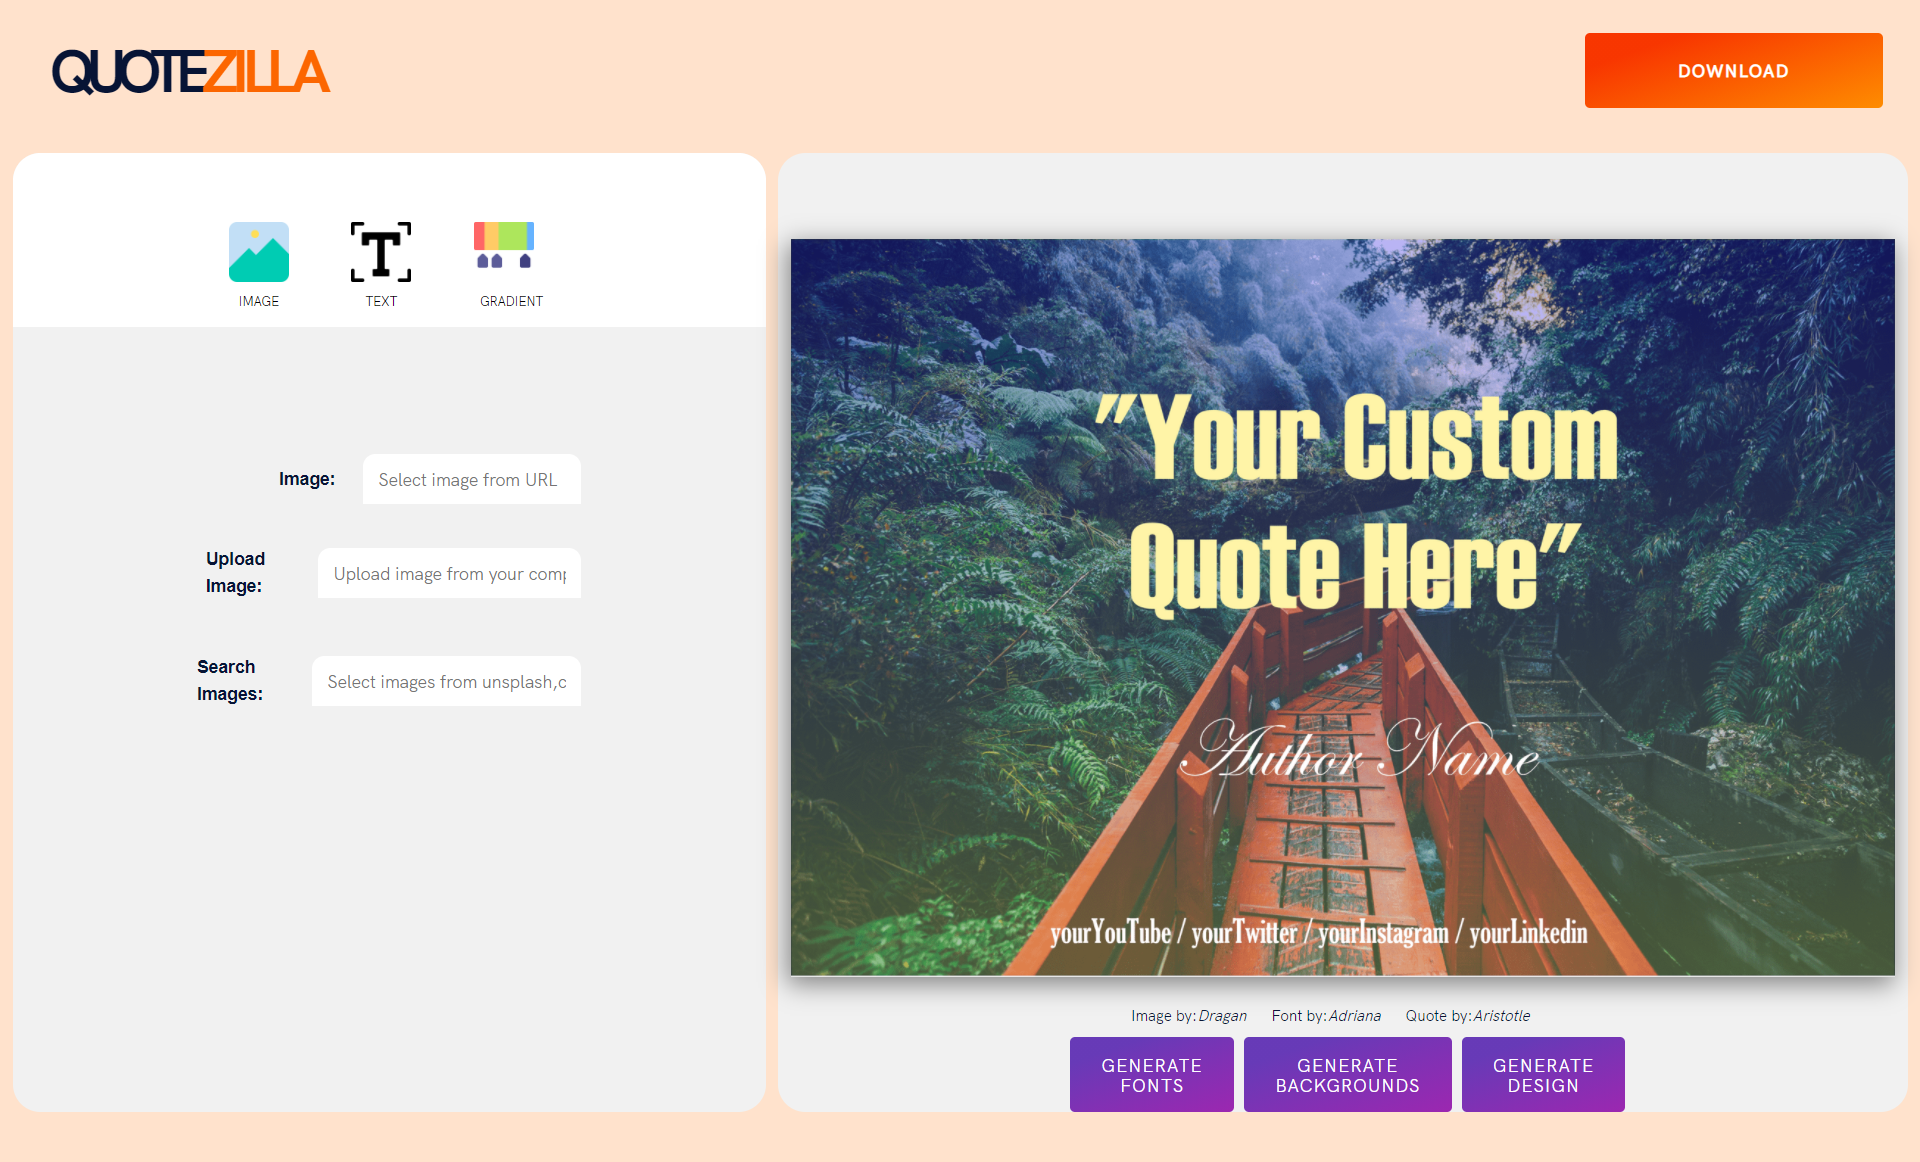 QUOTEZILLA
DOWNLOAD
IMAGE
TEXT
GRADIENT
Image:
Select image from URL
Upload
Image:
Upload image from your comp
Search
Images:
Select images from unsplash,c
"Your Custom
Quote Here"
Author Name
yourYouTube / yourTwitter / yourInstagram / yourLinkedin
Image by: Dragan Font by: Adriana Quote by: Aristotle
GENERATE
FONTS
GENERATE
BACKGROUNDS
GENERATE
DESIGN